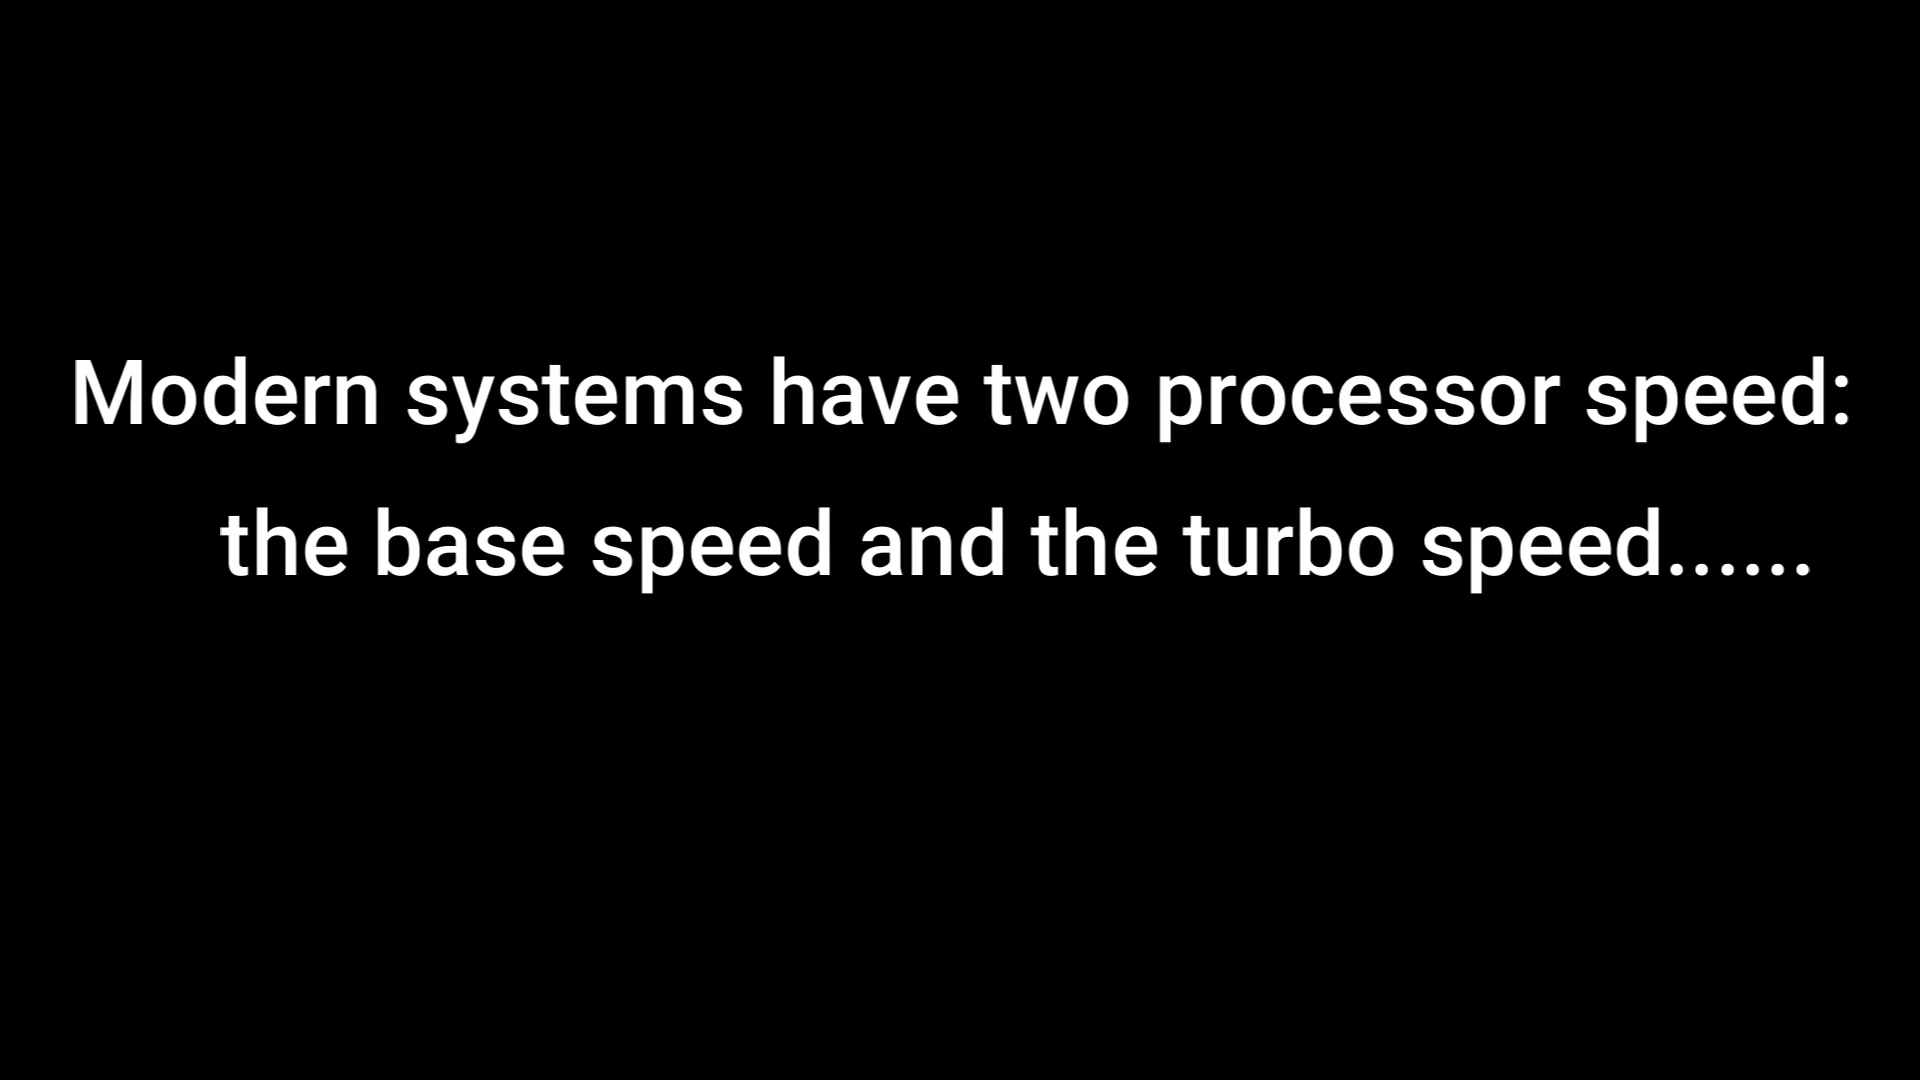 Modern systems have two processor speed:
the base speed and the turbo speed......